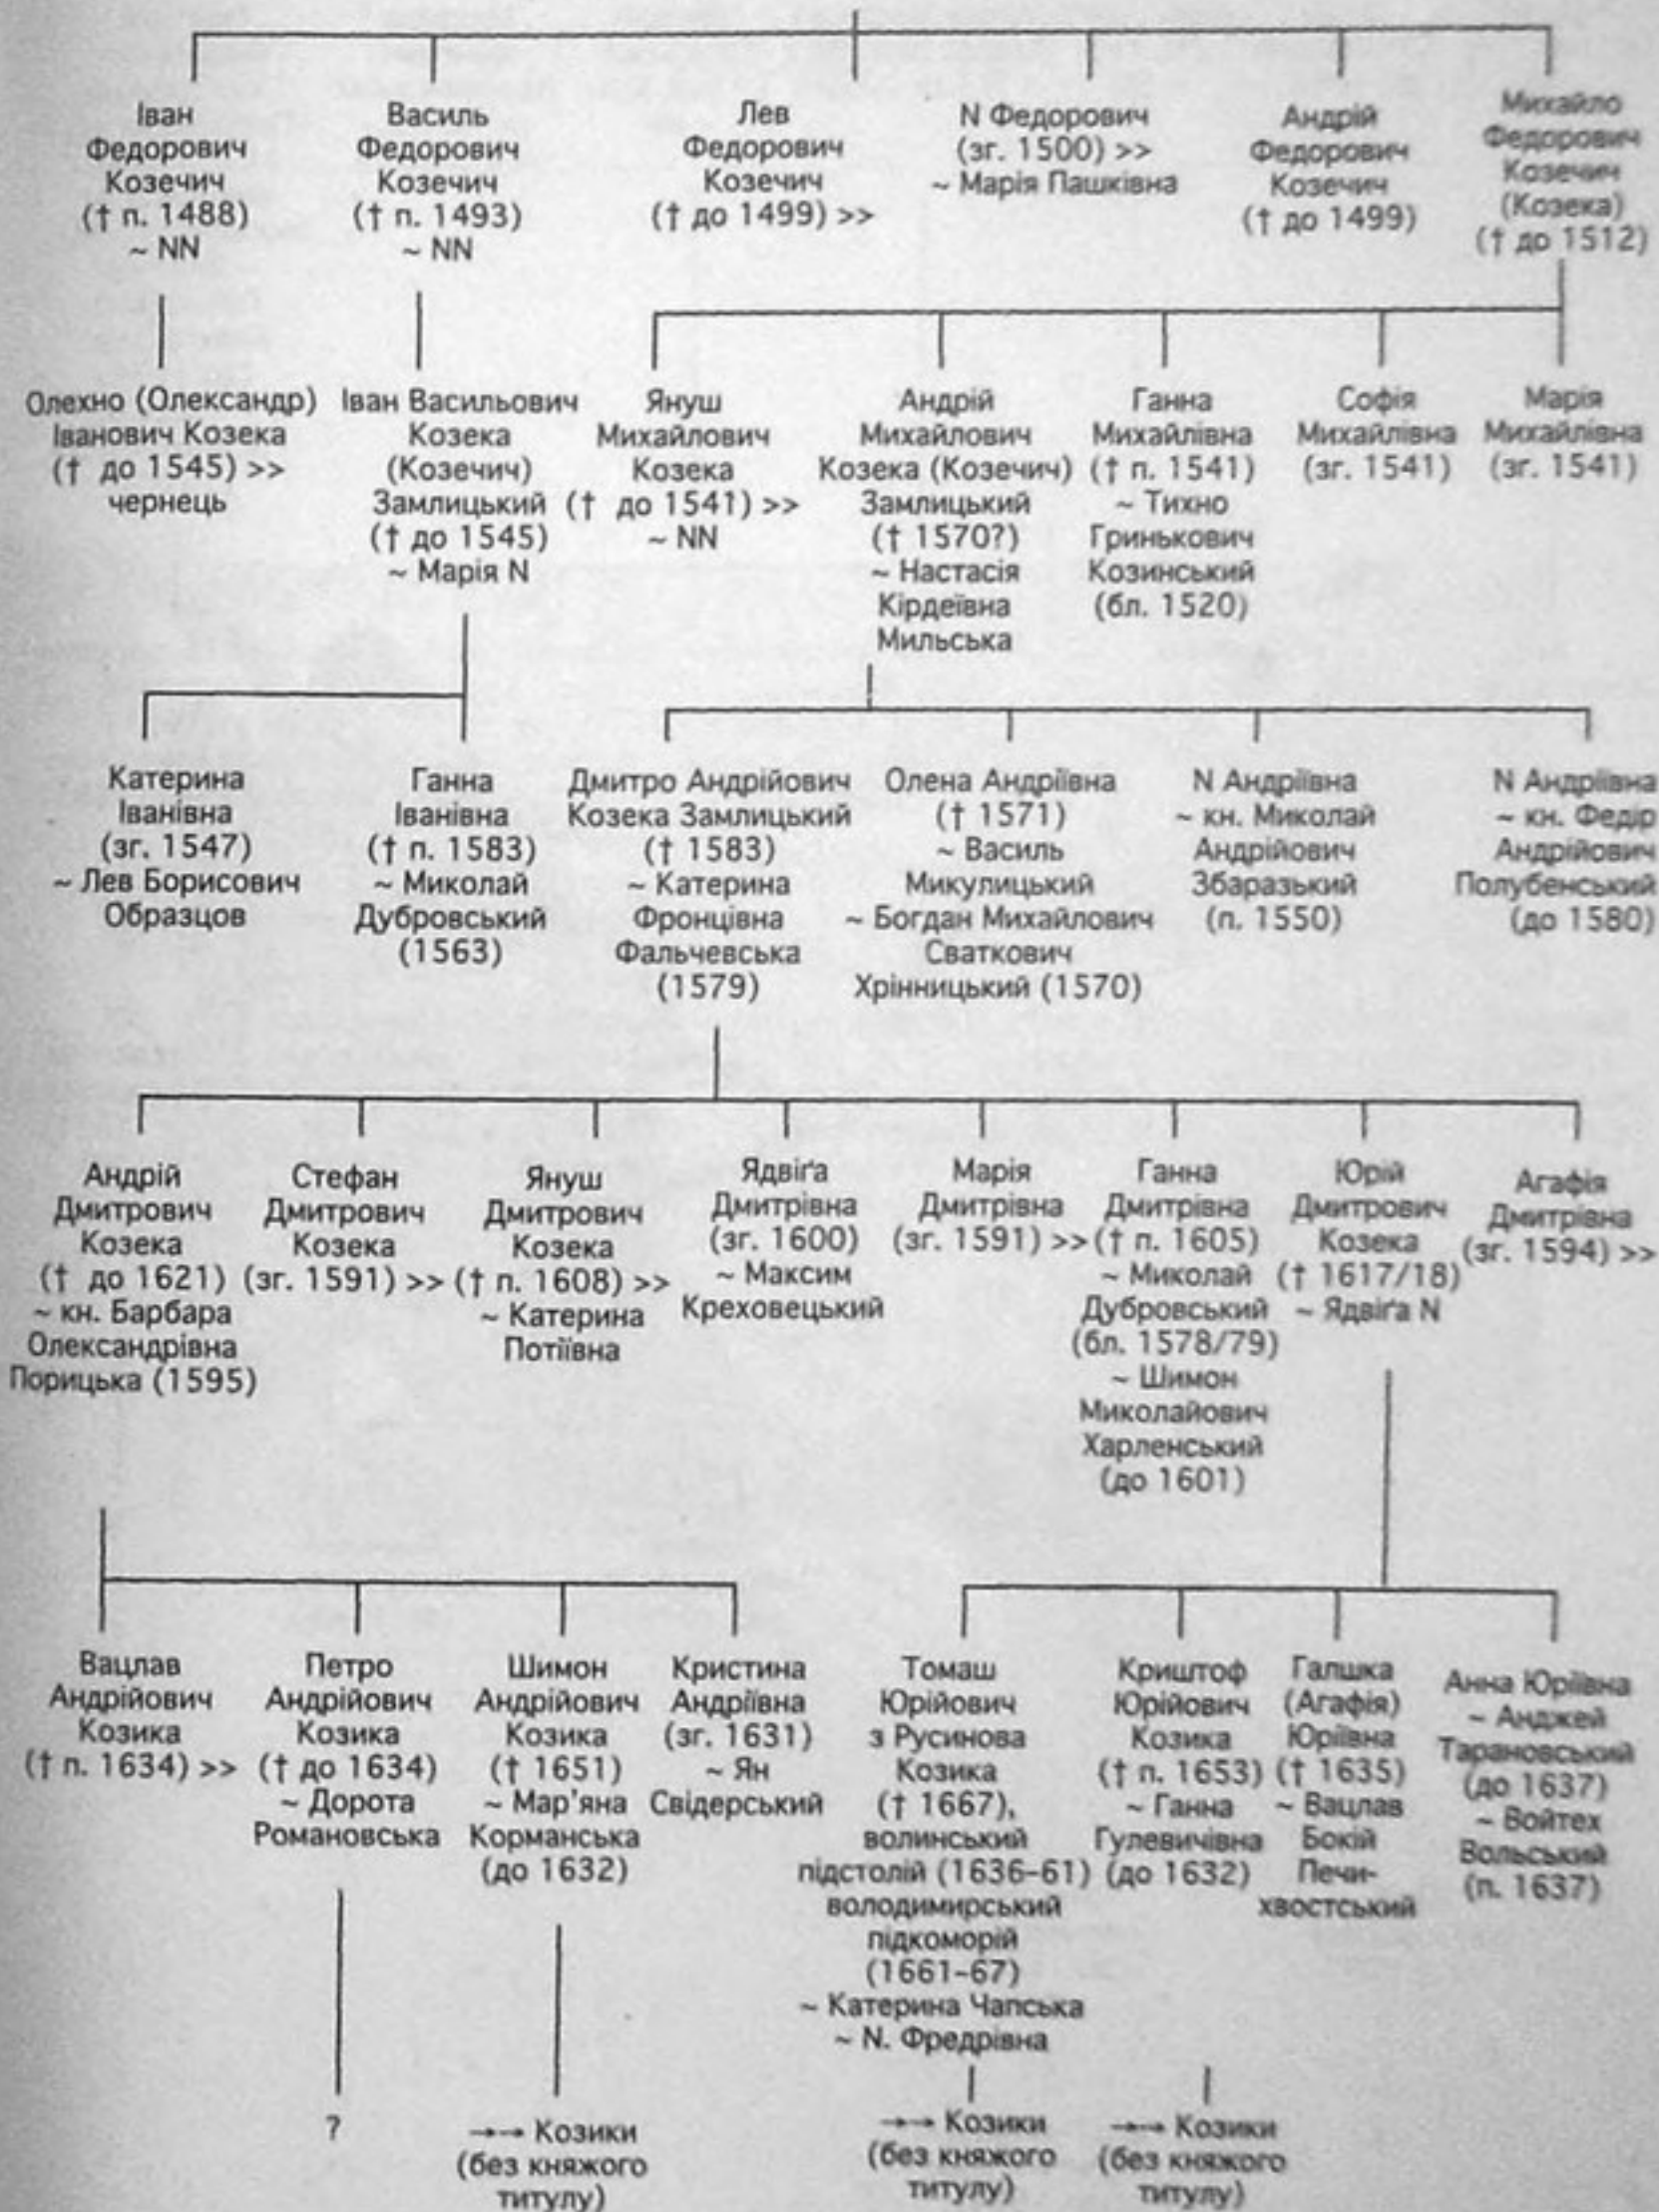 Іван
Федорович
Козечич
(† п. 1488)
~ NN
Василь
Федорович
Козечич
(† п. 1493)
~ NN
Лев
Федорович
Козечич
(† до 1499) >>
N Федорович
(зг. 1500) >>
~ Марія Пашківна
Андрій
Федорович
Козечич
(† до 1499)
Михайло
Федорович
Козечич
(Козека)
(† до 1512)
Олехно (Олександр)
Іванович Козека
(† до 1545) >>
чернець
Іван Васильович
Козека
(Козечич)
Замлицький
(† до 1545)
~ Марія N
Януш
Михайлович
Козека
(† до 1541) >>
~ NN
Андрій
Михайлович
Козека (Козечич)
Замлицький
(† 1570?)
~ Настасія
Кірдеївна
Мильська
Ганна
Михайлівна
(† п. 1541)
~ Тихно
Гринькович
Козинський
(бл. 1520)
Софія
Михайлівна
(зг. 1541)
Марія
Михайлівна
(зг. 1541)
Катерина
Іванівна
(зг. 1547)
~ Лев Борисович
Образцов
Ганна
Іванівна
(† п. 1583)
~ Миколай
Дубровський
(1563)
Дмитро Андрійович
Козека Замлицький
(† 1583)
~ Катерина
Фронцівна
Фальчевська
(1579)
Олена Андріївна
(† 1571)
~ Василь
Микулицький
~ Богдан Михайлович
Сваткович
Хрінницький (1570)
N Андріївна
~ кн. Миколай
Андрійович
Збаразький
(п. 1550)
N Андріївна
~ кн. Федір
Андрійович
Полубенський
(до 1580)
Андрій
Дмитрович
Козека
(† до 1621)
~ кн. Барбара
Олександрівна
Порицька (1595)
Стефан
Дмитрович
Козека
(зг. 1591) >>
Януш
Дмитрович
Козека
(† п. 1608) >>
~ Катерина
Потіївна
Ядвіґа
Дмитрівна
(зг. 1600)
~ Максим
Креховецький
Марія
Дмитрівна
(зг. 1591) >>
Ганна
Дмитрівна
(† п. 1605)
~ Миколай
Дубровський
(бл. 1578/79)
~ Шимон
Миколайович
Харленський
(до 1601)
Юрій
Дмитрович
Козека
(† 1617/18)
~ Ядвіґа N
Агафія
Дмитрівна
(зг. 1594) >>
Вацлав
Андрійович
Козика
(† п. 1634) >>
Петро
Андрійович
Козика
(† до 1634)
~ Дорота
Романовська
Шимон
Андрійович
Козика
(† 1651)
~ Мар’яна
Корманська
(до 1632)
Кристина
Андріївна
(зг. 1631)
~ Ян
Свідерський
Томаш
Юрійович
з Русинова
Козика
(† 1667),
волинський
підстолій (1636–61)
володимирський
підкоморій
(1661–67)
~ Катерина Чапська
~ N. Фредрівна
Криштоф
Юрійович
Козика
(† п. 1653)
~ Ганна
Гулевичівна
(до 1632)
Галшка
(Агафія)
Юріївна
(† 1635)
~ Вацлав
Бокій
Печи-
хвостський
Анна Юріївна
~ Анджей
Тарановський
(до 1637)
~ Войтех
Вольський
(п. 1637)
?
→→ Козики
(без княжого
титулу)
→→ Козики
(без княжого
титулу)
→→ Козики
(без княжого
титулу)